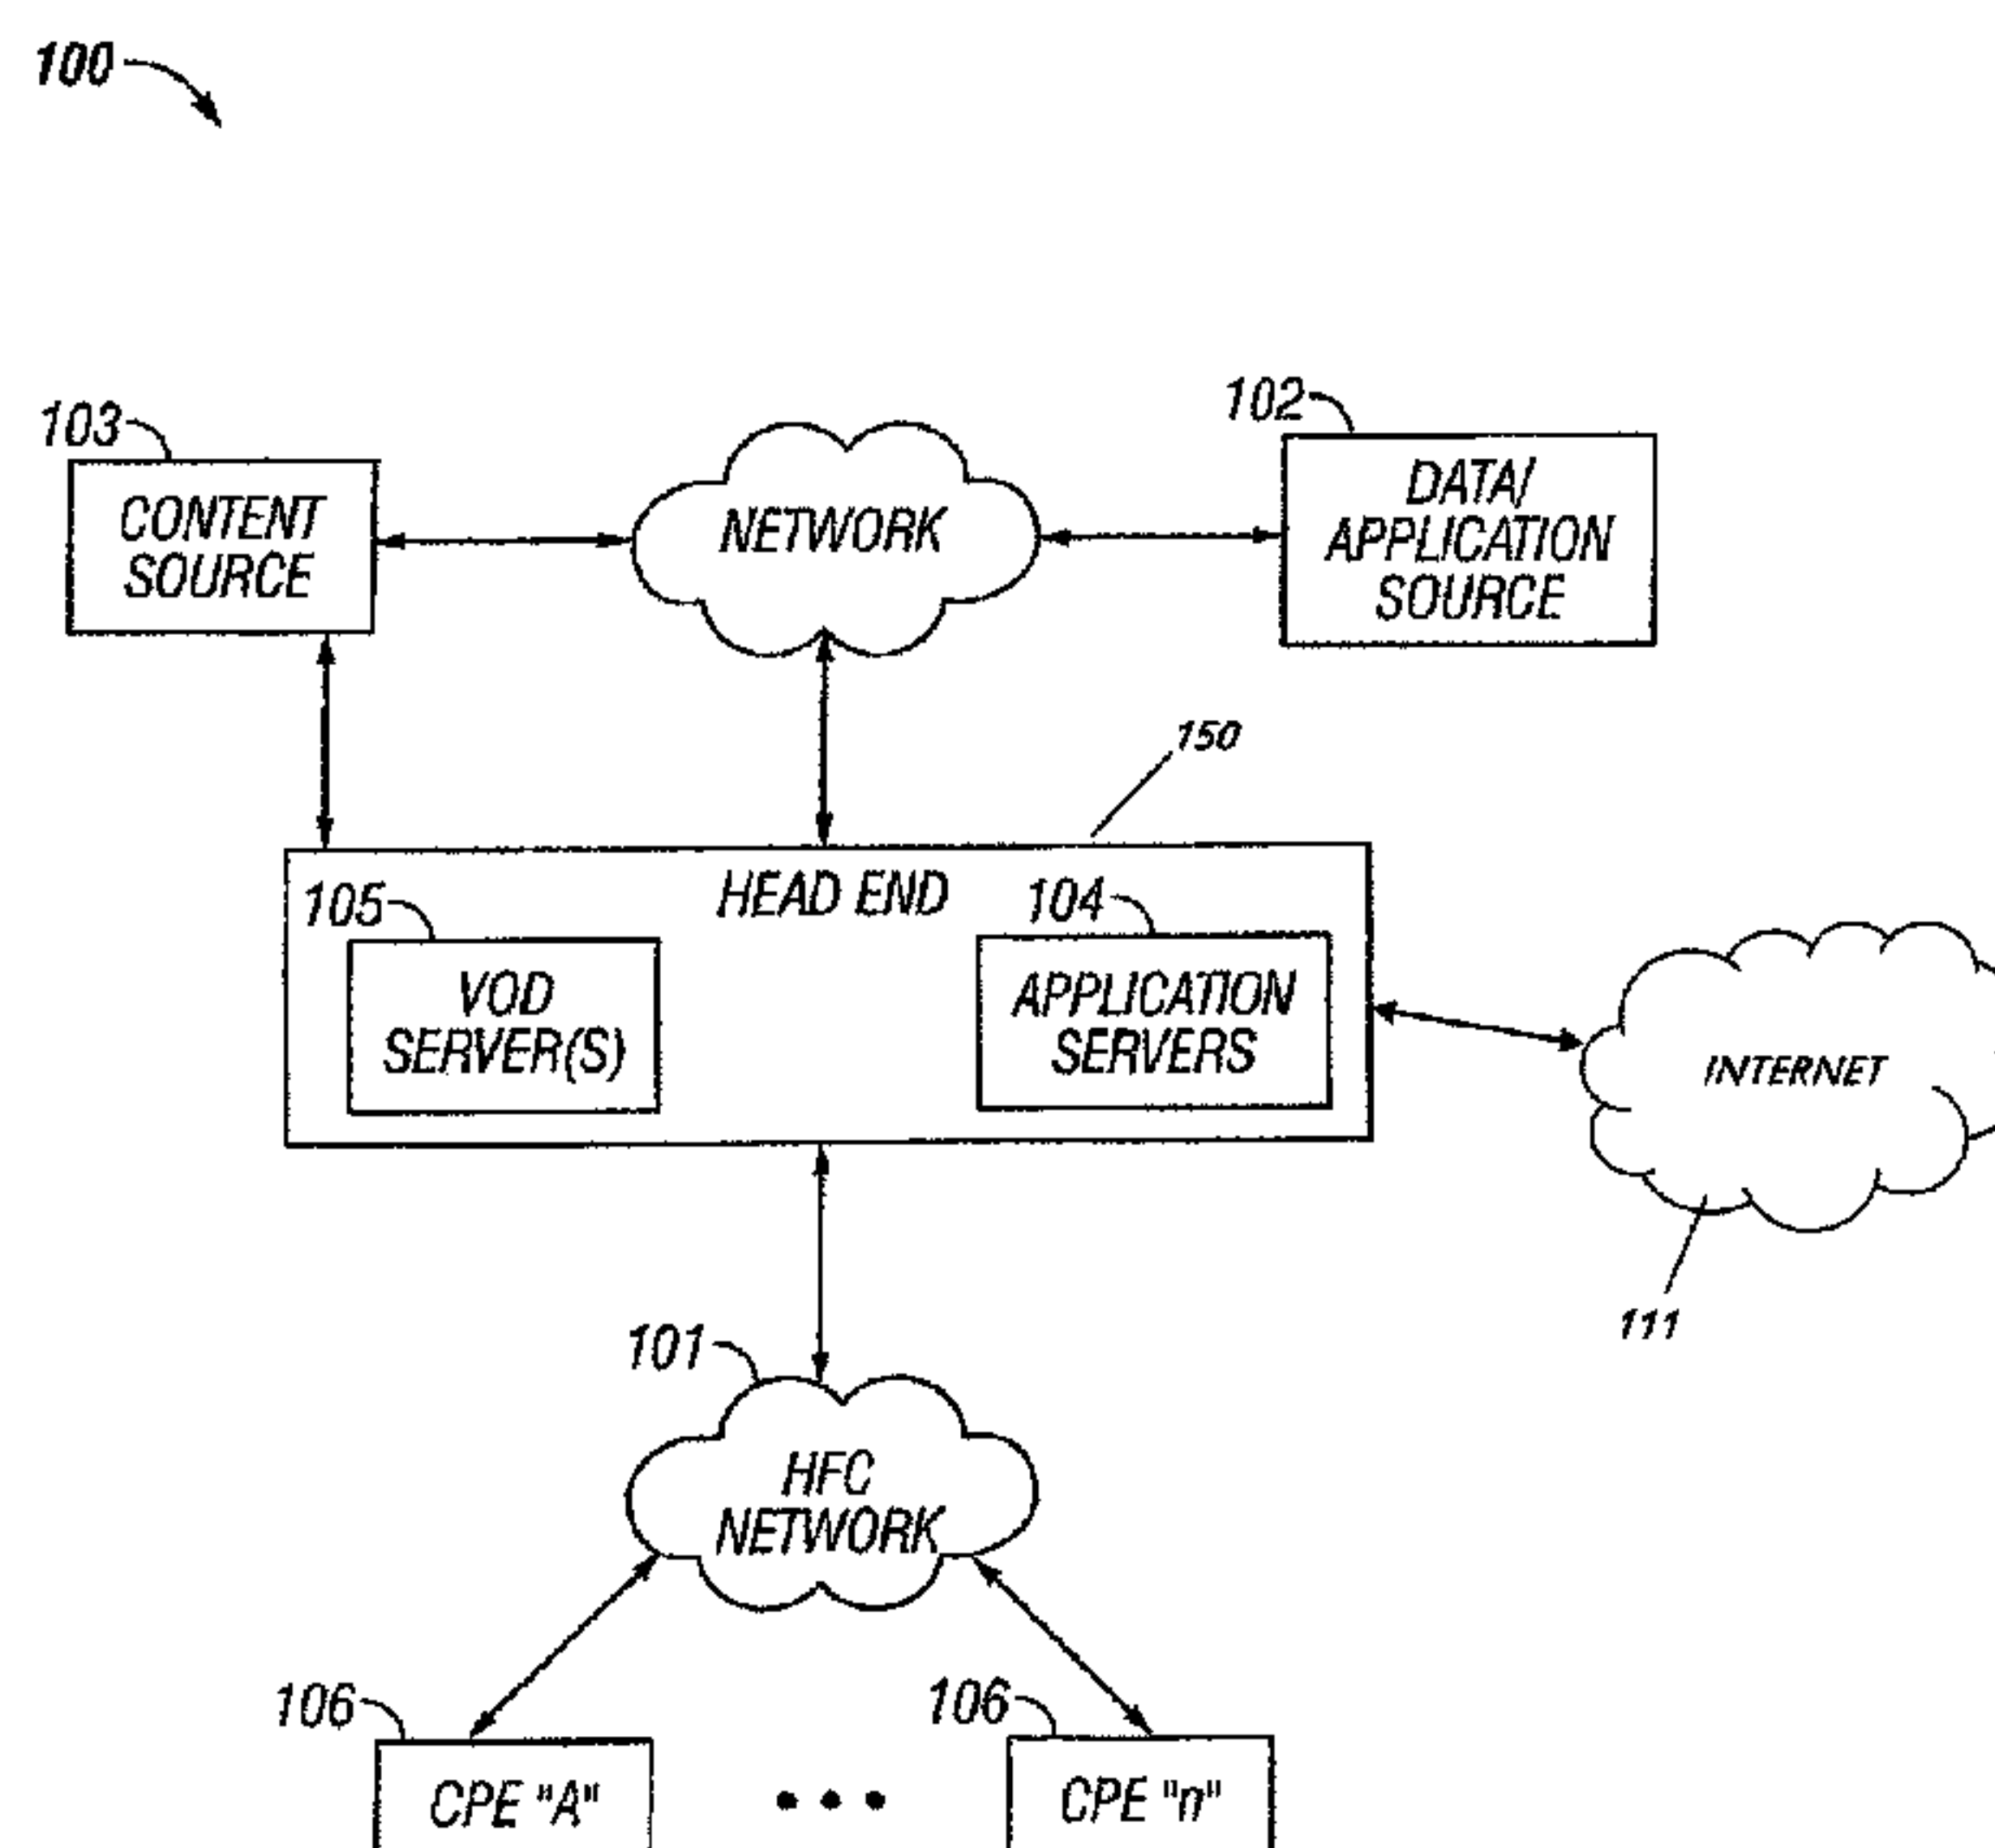 100
103
102
CONTENT
SOURCE
NETWORK
DATA/
APPLICATION
SOURCE
150
HEAD END
105
104
VOD
SERVER(S)
APPLICATION
SERVERS
INTERNET
111
101
HFC
NETWORK
106
106
CPE "A"
CPE "n"